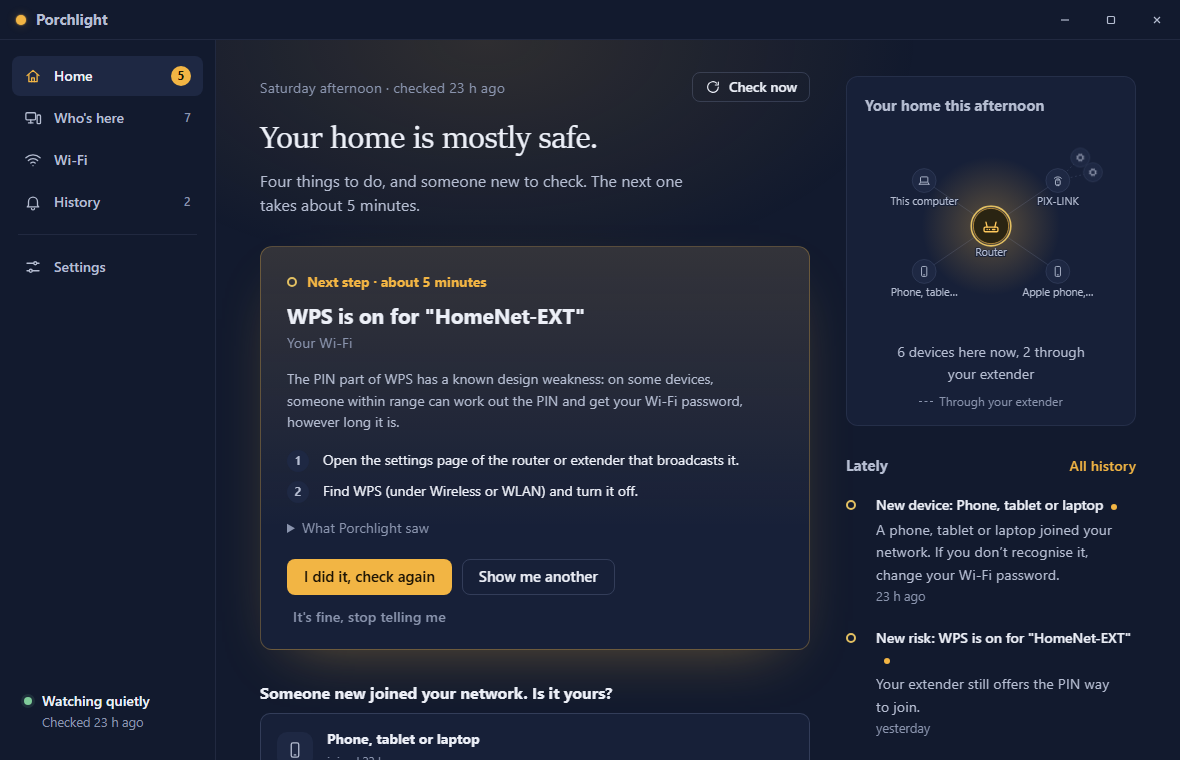 Porchlight
Home
5
Who's here
7
Wi-Fi
History
2
Settings
Watching quietly
Checked 23 h ago
Saturday afternoon · checked 23 h ago
Check now
Your home is mostly safe.
Four things to do, and someone new to check. The next one
takes about 5 minutes.
Next step · about 5 minutes
WPS is on for "HomeNet-EXT"
Your Wi-Fi
The PIN part of WPS has a known design weakness: on some devices,
someone within range can work out the PIN and get your Wi-Fi password,
however long it is.
1 Open the settings page of the router or extender that broadcasts it.
2 Find WPS (under Wireless or WLAN) and turn it off.
What Porchlight saw
I did it, check again
Show me another
It's fine, stop telling me
Someone new joined your network. Is it yours?
Phone, tablet or laptop
Your home this afternoon
This computer
PIX-LINK
Router
Phone, table...
Apple phone,...
6 devices here now, 2 through
your extender
Through your extender
Lately
All history
New device: Phone, tablet or laptop
A phone, tablet or laptop joined your
network. If you don’t recognise it,
change your Wi-Fi password.
23 h ago
New risk: WPS is on for "HomeNet-EXT"
Your extender still offers the PIN way
to join.
yesterday